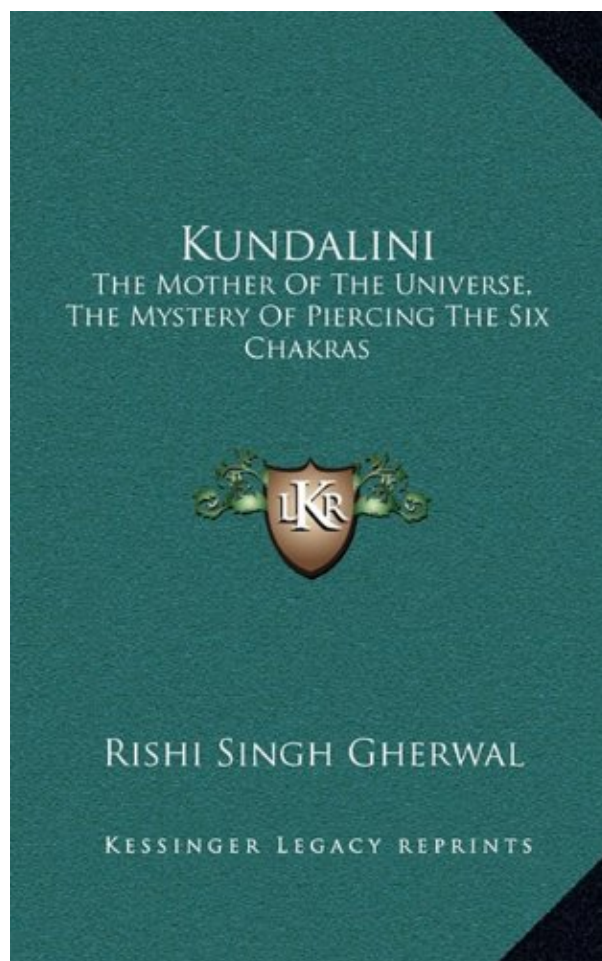 Kundalini
The Mother Of The Universe,
The Mystery Of Piercing The Six
Chakras
LKR
Rishi Singh Gherwal
Kessinger Legacy Reprints